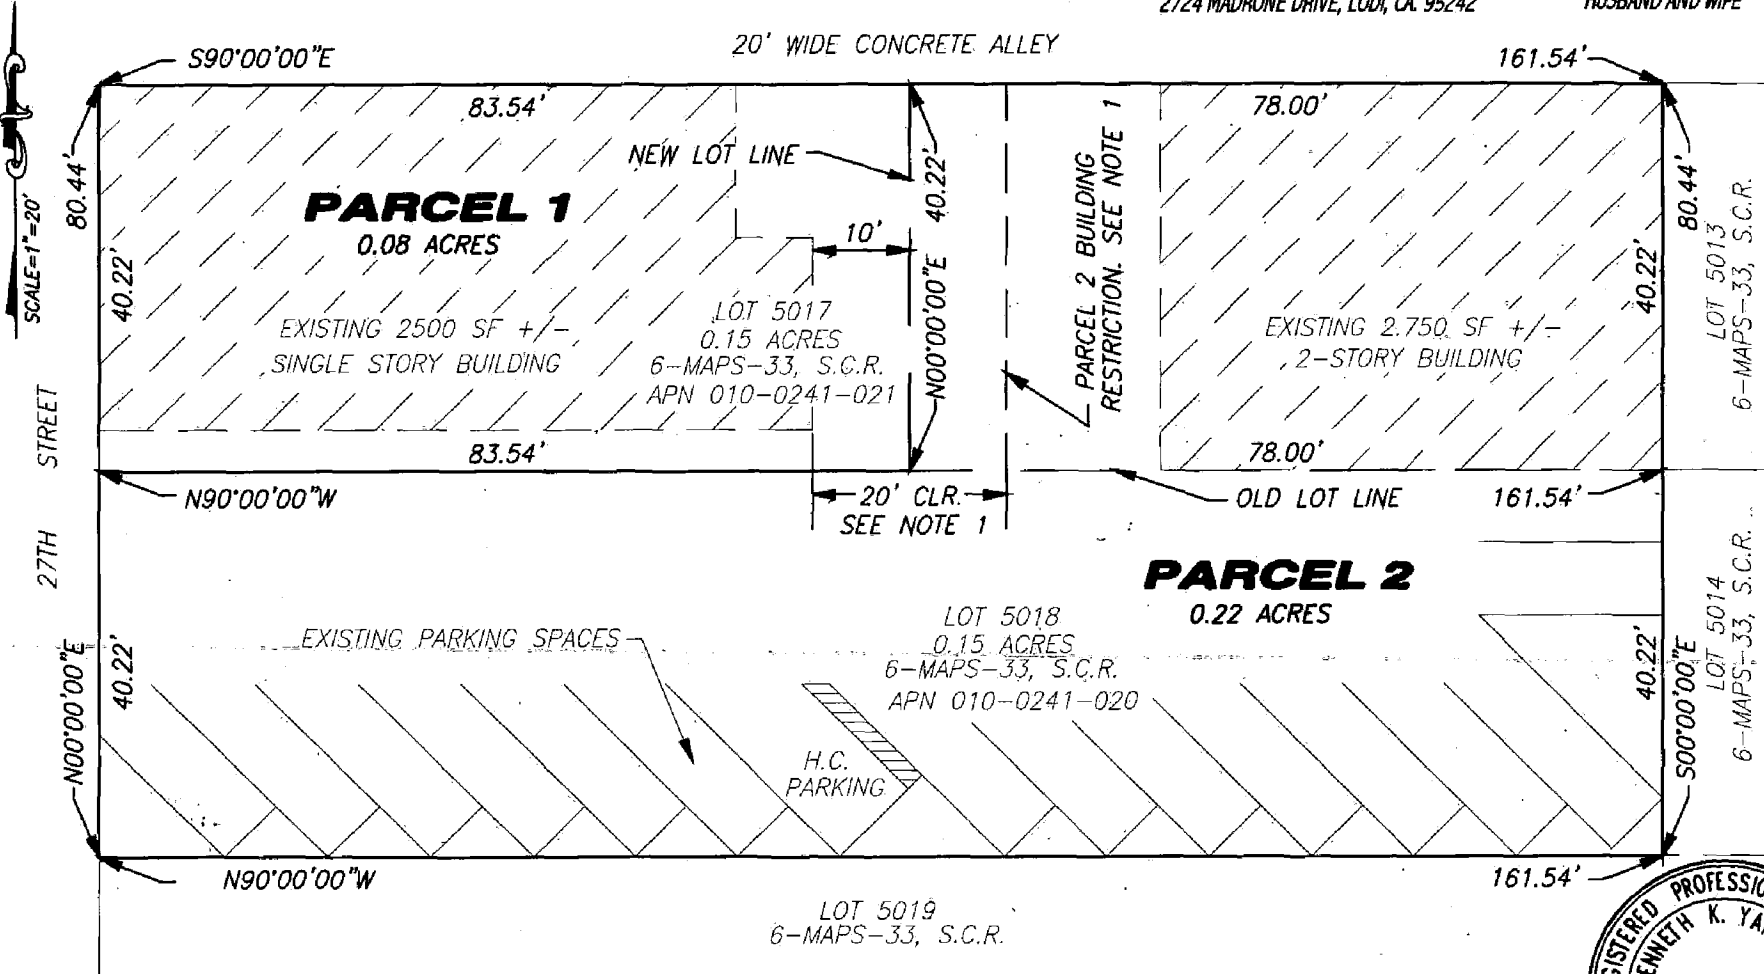 2724 MADRONE DRIVE, LODI, CA. 95242
HUSBAND AND WIFE
20' WIDE CONCRETE ALLEY
S90°00'00"E
161.54'
83.54'
78.00'
NEW LOT LINE
PARCEL 1
0.08 ACRES
80.44'
SCALE=1"=20'
40.22'
10'
40.22'
N00°00'00"E
PARCEL 2 BUILDING
RESTRICTION. SEE NOTE 1
80.44'
40.22'
LOT 5013
6-MAPS-33, S.C.R.
EXISTING 2500 SF +/-
SINGLE STORY BUILDING
LOT 5017
0.15 ACRES
6-MAPS-33, S.C.R.
APN 010-0241-021
EXISTING 2.750 SF +/-
2-STORY BUILDING
27TH STREET
83.54'
78.00'
N90°00'00"W
20' CLR.
SEE NOTE 1
OLD LOT LINE
161.54'
PARCEL 2
0.22 ACRES
LOT 5018
0.15 ACRES
6-MAPS-33, S.C.R.
APN 010-0241-020
EXISTING PARKING SPACES
40.22'
N00°00'00"E
40.22'
S00°00'00"E
LOT 5014
6-MAPS-33, S.C.R.
H.C.
PARKING
N90°00'00"W
161.54'
LOT 5019
6-MAPS-33, S.C.R.
ISTERED PROFESSIO
ENNETH K. YA